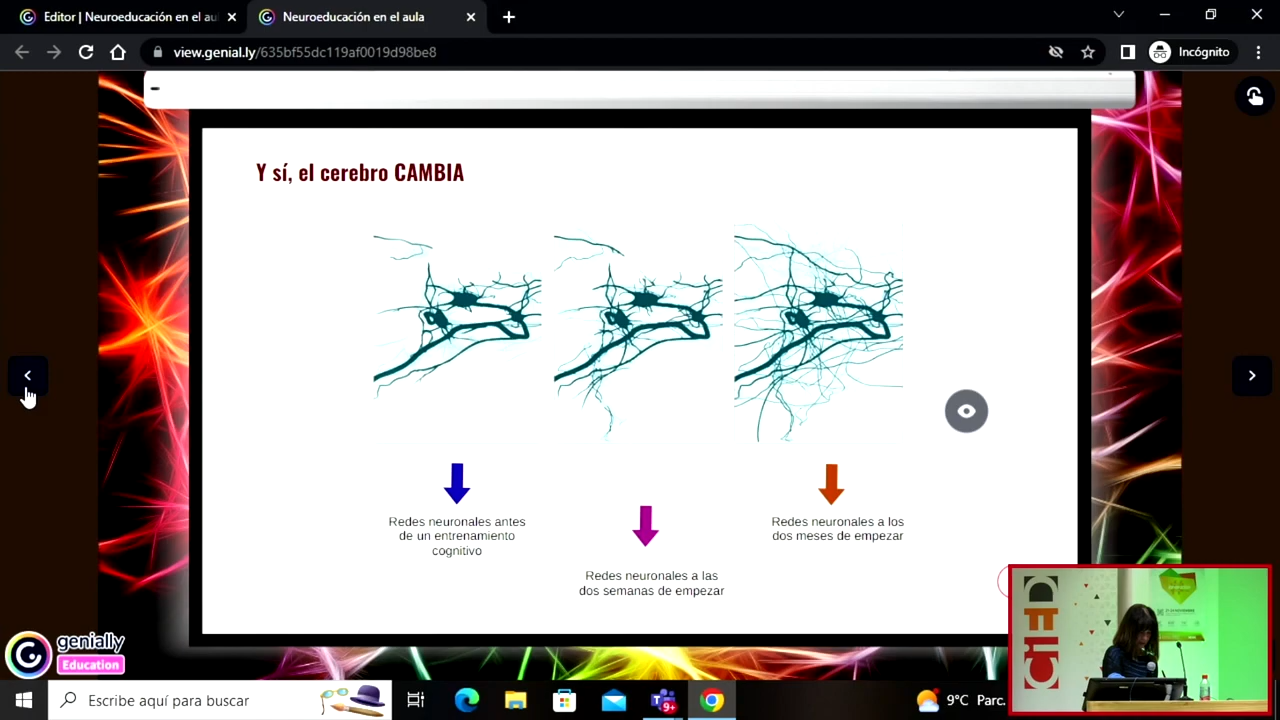 Editor | Neuroeducación en el au
Neuroeducación en el aula
view.genial.ly/635bf55dc119af0019d98be8
Incógnito
Y sí, el cerebro CAMBIA
Redes neuronales antes
de un entrenamiento
cognitivo
Redes neuronales a las
dos semanas de empezar
Redes neuronales a los
dos meses de empezar
genially
Education
Escribe aquí para buscar
9+
9°C Parc.